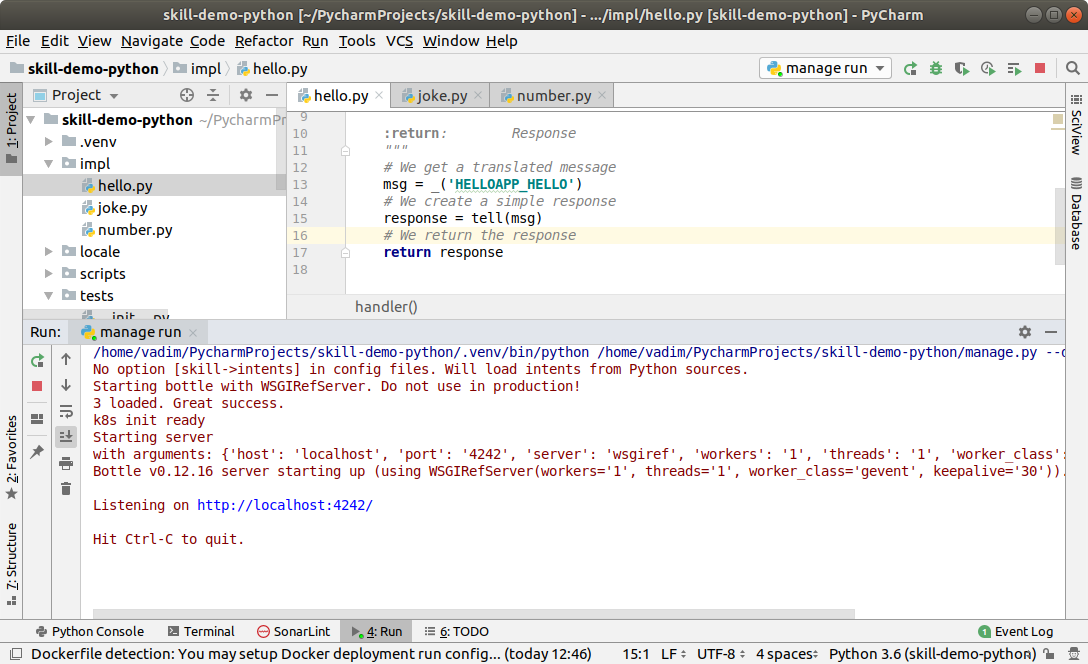 skill-demo-python [~/PycharmProjects/skill-demo-python] - .../impl/hello.py [skill-demo-python] - PyCharm
File Edit View Navigate Code Refactor Run Tools VCS Window Help
skill-demo-python impl hello.py manage run
1: Project
Project
hello.py joke.py number.py
skill-demo-python ~/PycharmPr
.venv
impl
hello.py
joke.py
number.py
locale
scripts
tests
9
10 :return: Response
11 """
12 # We get a translated message
13 msg = _('HELLOAPP_HELLO')
14 # We create a simple response
15 response = tell(msg)
16 # We return the response
17 return response
18
handler()
SciView
Database
Run: manage run
/home/vadim/PycharmProjects/skill-demo-python/.venv/bin/python /home/vadim/PycharmProjects/skill-demo-python/manage.py
No option [skill->intents] in config files. Will load intents from Python sources.
Starting bottle with WSGIRefServer. Do not use in production!
3 loaded. Great success.
k8s init ready
Starting server
with arguments: {'host': 'localhost', 'port': '4242', 'server': 'wsgiref', 'workers': '1', 'threads': '1', 'worker_class':
Bottle v0.12.16 server starting up (using WSGIRefServer(workers='1', threads='1', worker_class='gevent', keepalive='30')).
Listening on http://localhost:4242/
Hit Ctrl-C to quit.
2: Favorites
7: Structure
Python Console Terminal SonarLint 4: Run 6: TODO 1 Event Log
Dockerfile detection: You may setup Docker deployment run config... (today 12:46) 15:1 LF UTF-8 4 spaces Python 3.6 (skill-demo-python)